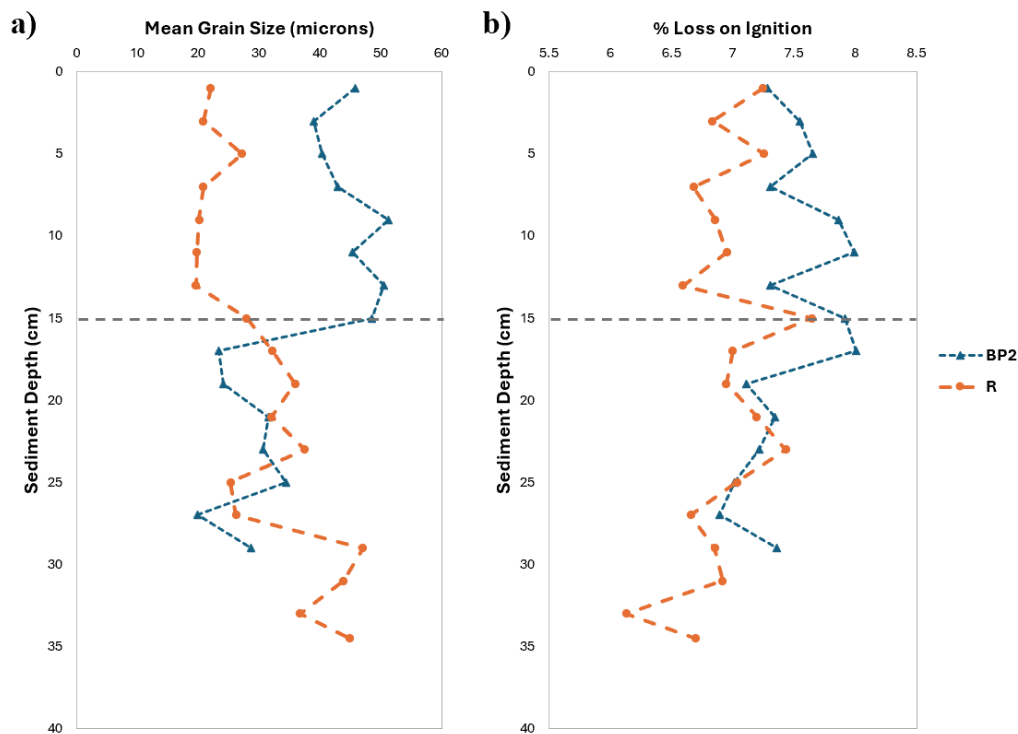 a)
Mean Grain Size (microns)
0 10 20 30 40 50 60
0
5
10
15
20
25
30
35
40
Sediment Depth (cm)
b)
% Loss on Ignition
5.5 6 6.5 7 7.5 8 8.5
0
5
10
15
20
25
30
35
40
Sediment Depth (cm)
BP2
R